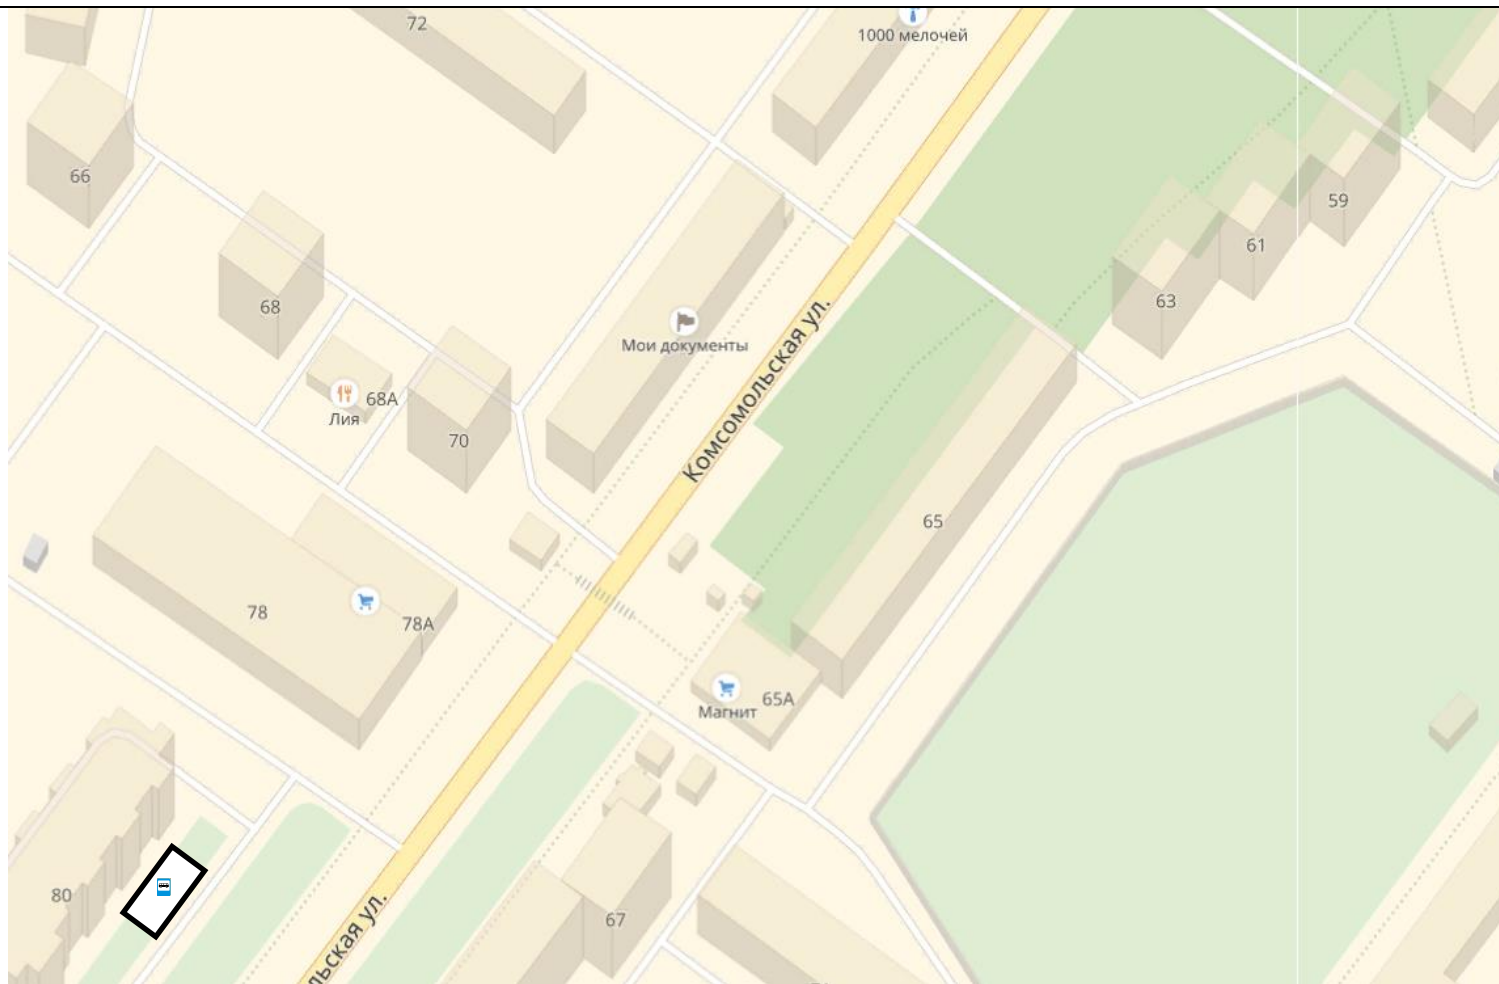 72
1000 мелочей
66
59
61
63
68
Мои документы
Комсомольская ул.
68А
Лия
70
65
78
78А
65А
Магнит
80
льская ул.
67